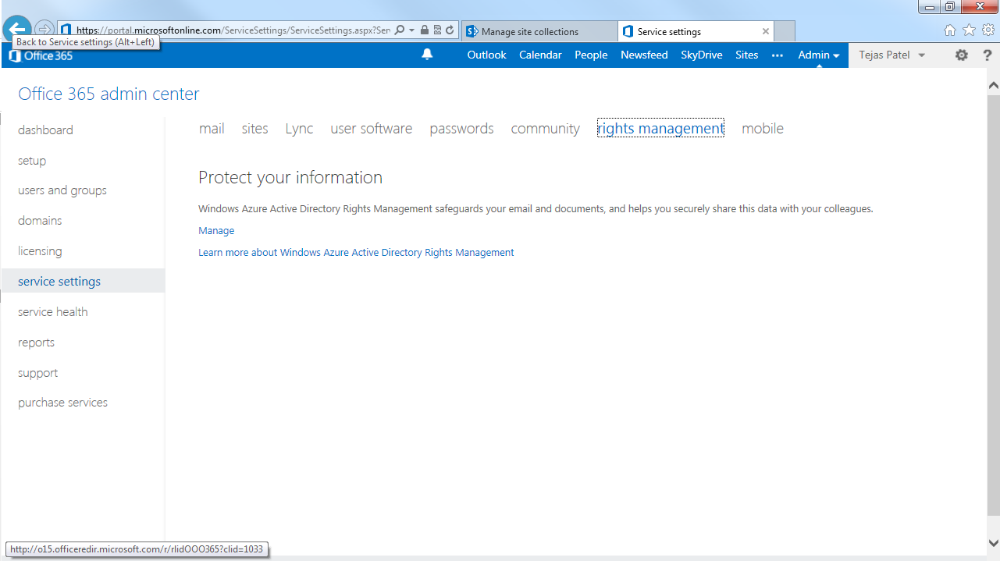 https://portal.microsoftonline.com/ServiceSettings/ServiceSettings.aspx?Ser
Manage site collections
Service settings
Back to Service settings (Alt+Left)
Office 365
Outlook Calendar People Newsfeed SkyDrive Sites ••• Admin Tejas Patel ?
Office 365 admin center
mail sites Lync user software passwords community rights management mobile
dashboard
setup
users and groups
domains
licensing
service settings
service health
reports
support
purchase services
Protect your information
Windows Azure Active Directory Rights Management safeguards your email and documents, and helps you securely share this data with your colleagues.
Manage
Learn more about Windows Azure Active Directory Rights Management
http://o15.officeredir.microsoft.com/r/rlidOOO365?clid=1033